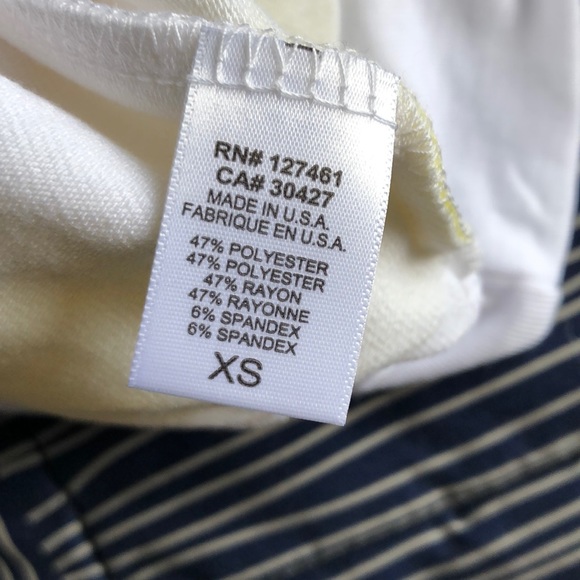 RN# 127461
CA# 30427
MADE IN U.S.A.
FABRIQUE EN U.S.A.
47% POLYESTER
47% POLYESTER
47% RAYON
47% RAYONNE
6% SPANDEX
6% SPANDEX
XS